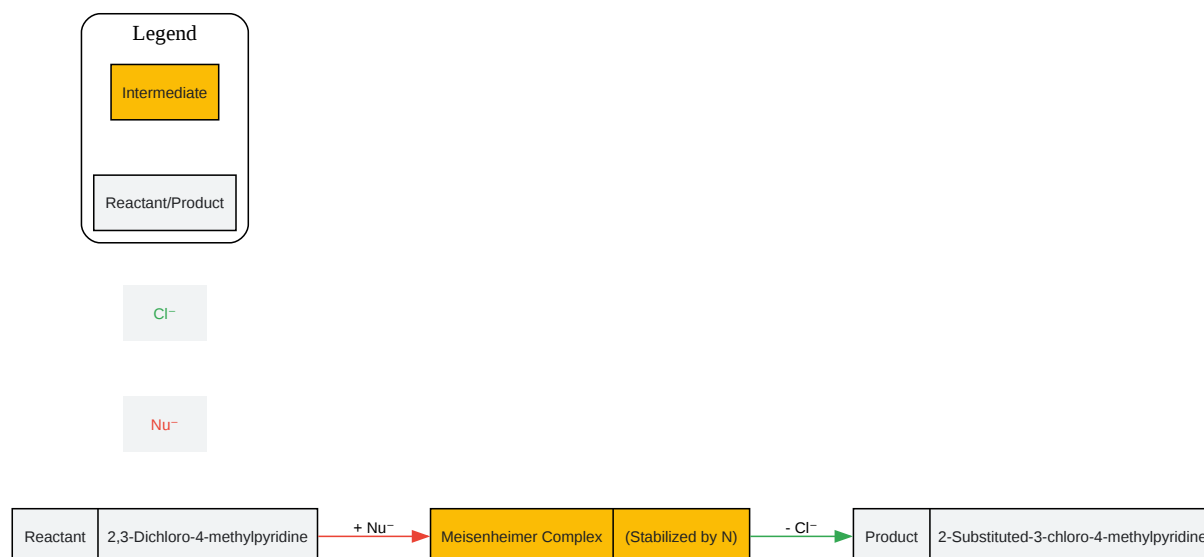 Legend
Intermediate
Reactant/Product
Cl⁻
Nu⁻
Reactant 2,3-Dichloro-4-methylpyridine + Nu⁻ Meisenheimer Complex (Stabilized by N) - Cl⁻ Product 2-Substituted-3-chloro-4-methylpyridine